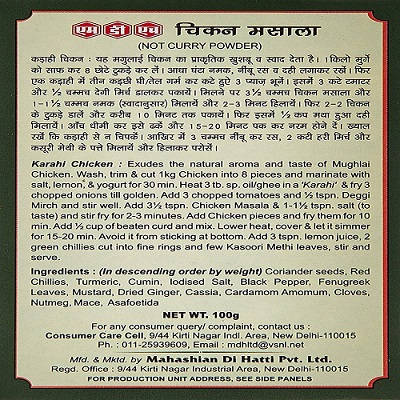 एम डी एच चिकन मसाला
(NOT CURRY POWDER)
कड़ाही चिकन : यह मगुलाई चिकन का प्राकृतिक खुशबू व स्वाद देता है। 1किलो मुर्गे
को साफ कर 8 छोटे टुकड़े कर लें। आधा घंटा नमक, नींबू रस व दही लगाकर रखें। फिर
एक कड़ाही में तीन कड़छी घी/तेल गर्म कर कटे हुऐ 3 प्याज भूनें। इसमें 3 कटे टमाटर
और ½ चम्मच देगी मिर्च डालकर पकायें। मिलने पर 3½ चम्मच चिकन मसाला और
1-1½ चम्मच नमक (स्वादानुसार) मिलायें और 2-3 मिनट हिलायें। फिर 2-2 चिकन
के टुकड़े डालें और करीब 10 मिनट तक पकायें। फिर इसमें ½ कप मथा हुआ दही
मिलायें। आँच धीमी कर इसे ढकें और 15-20 मिनट पक कर नरम होने दें। ख्याल
रखें कि कड़ाही से न चिपकें। आखिर में 3 चम्मच नींबू का रस, 2 कटी हरी मिर्च और
कसूरी मेथी के पत्ते मिलायें और हिलाकर परोसें।
Karahi Chicken : Exudes the natural aroma and taste of Mughlai
Chicken. Wash, trim & cut 1kg Chicken into 8 pieces and marinate with
salt, lemon, & yogurt for 30 min. Heat 3 tb. sp. oil/ghee in a 'Karahi' & fry 3
chopped onions till golden. Add 3 chopped tomatoes and ½ tspn. Deggi
Mirch and stir well. Add 3½ tspn. Chicken Masala & 1-1½ tspn. salt (to
taste) and stir fry for 2-3 minutes. Add Chicken pieces and fry them for 10
min. Add ½ cup of beaten curd and mix. Lower heat, cover & let it simmer
for 15-20 min. Avoid it from sticking at bottom. Add 3 tspn. lemon juice, 2
green chillies cut into fine rings and few Kasoori Methi leaves, stir and
serve.
Ingredients : (In descending order by weight) Coriander seeds, Red
Chillies, Turmeric, Cumin, Iodised Salt, Black Pepper, Fenugreek
Leaves, Mustard, Dried Ginger, Cassia, Cardamom Amomum, Cloves,
Nutmeg, Mace, Asafoetida
NET WT. 100g
For any consumer query/ complaint, contact us :
Consumer Care Cell, 9/44 Kirti Nagar Indl. Area, New Delhi-110015
Ph. : 011-25939609, Email : mdhltd@vsnl.net
Mfd. & Mktd. by Mahashian Di Hatti Pvt. Ltd.
Regd. Office : 9/44 Kirti Nagar Industrial Area, New Delhi-110015
FOR PRODUCTION UNIT ADDRESS, SEE SIDE PANELS